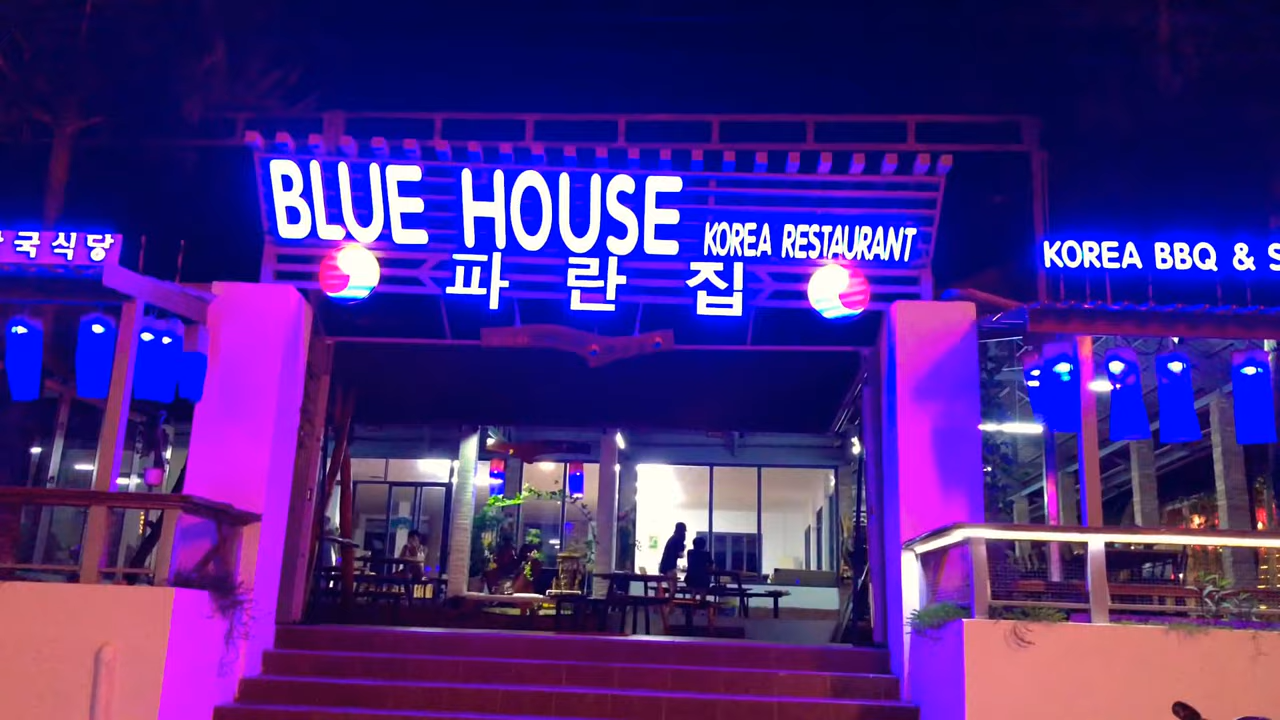 BLUE HOUSE KOREA RESTAURANT
파란집
국식당
KOREA BBQ &